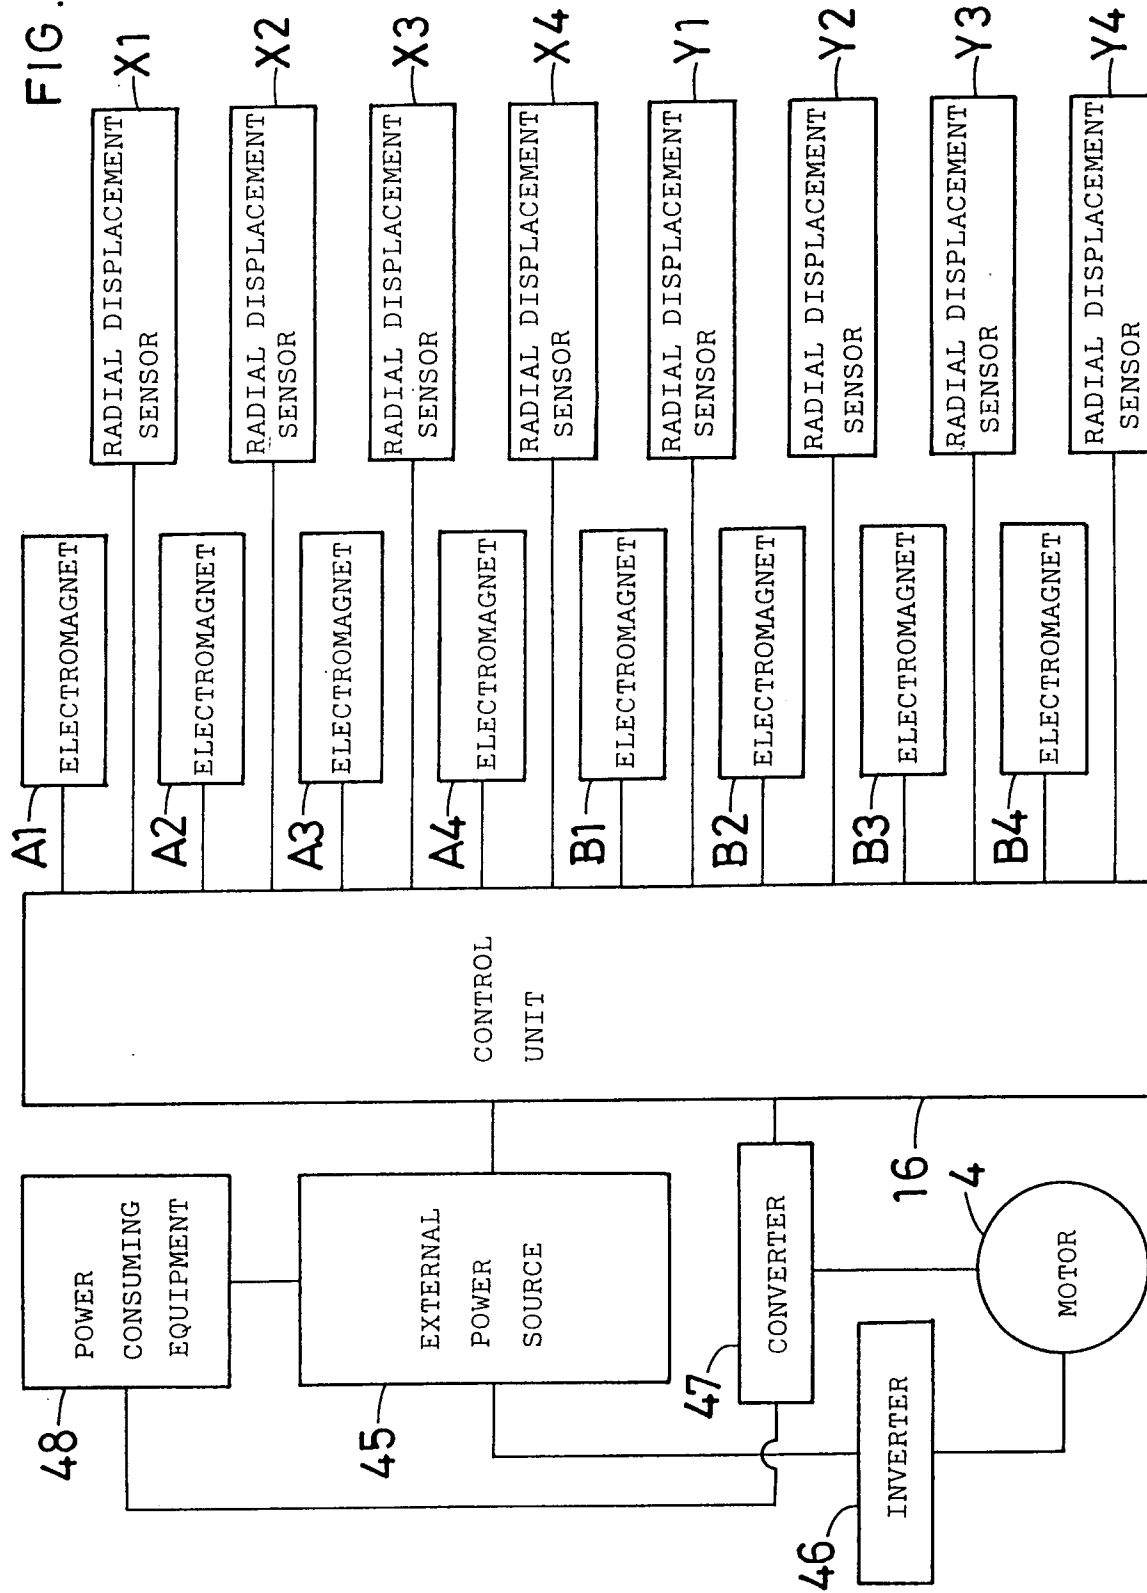 FIG.
A1
ELECTROMAGNET
RADIAL DISPLACEMENT
SENSOR
X1
A2
ELECTROMAGNET
RADIAL DISPLACEMENT
SENSOR
X2
A3
ELECTROMAGNET
RADIAL DISPLACEMENT
SENSOR
X3
A4
ELECTROMAGNET
RADIAL DISPLACEMENT
SENSOR
X4
B1
ELECTROMAGNET
RADIAL DISPLACEMENT
SENSOR
Y1
B2
ELECTROMAGNET
RADIAL DISPLACEMENT
SENSOR
Y2
B3
ELECTROMAGNET
RADIAL DISPLACEMENT
SENSOR
Y3
B4
ELECTROMAGNET
RADIAL DISPLACEMENT
SENSOR
Y4
CONTROL
UNIT
16
48
POWER
CONSUMING
EQUIPMENT
45
EXTERNAL
POWER
SOURCE
47
CONVERTER
46
INVERTER
4
MOTOR